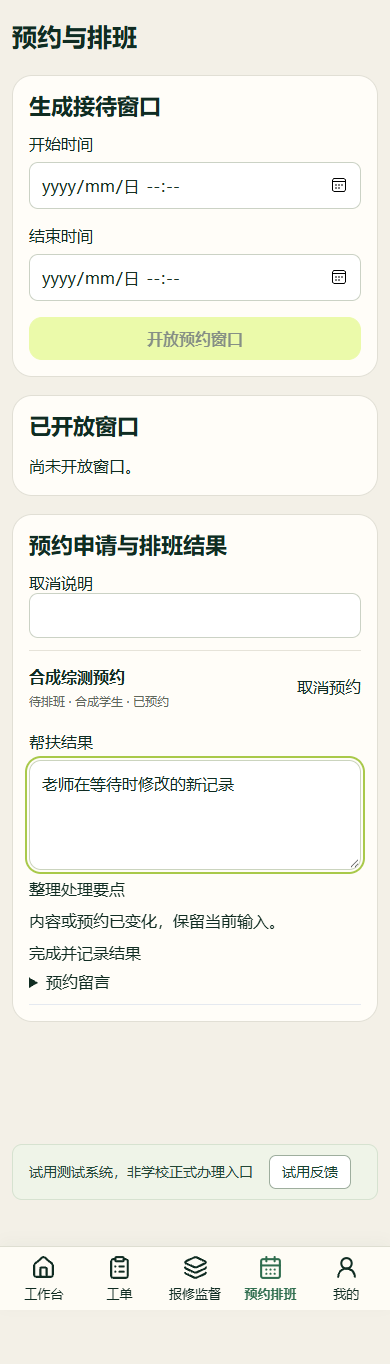 预约与排班
生成接待窗口
开始时间
yyyy/mm/日 --:--
结束时间
yyyy/mm/日 --:--
开放预约窗口
已开放窗口
尚未开放窗口。
预约申请与排班结果
取消说明
合成综测预约
待排班 · 合成学生 · 已预约
取消预约
帮扶结果
老师在等待时修改的新记录
整理处理要点
内容或预约已变化，保留当前输入。
完成并记录结果
预约留言
试用测试系统，非学校正式办理入口
试用反馈
工作台
工单
报修监督
预约排班
我的